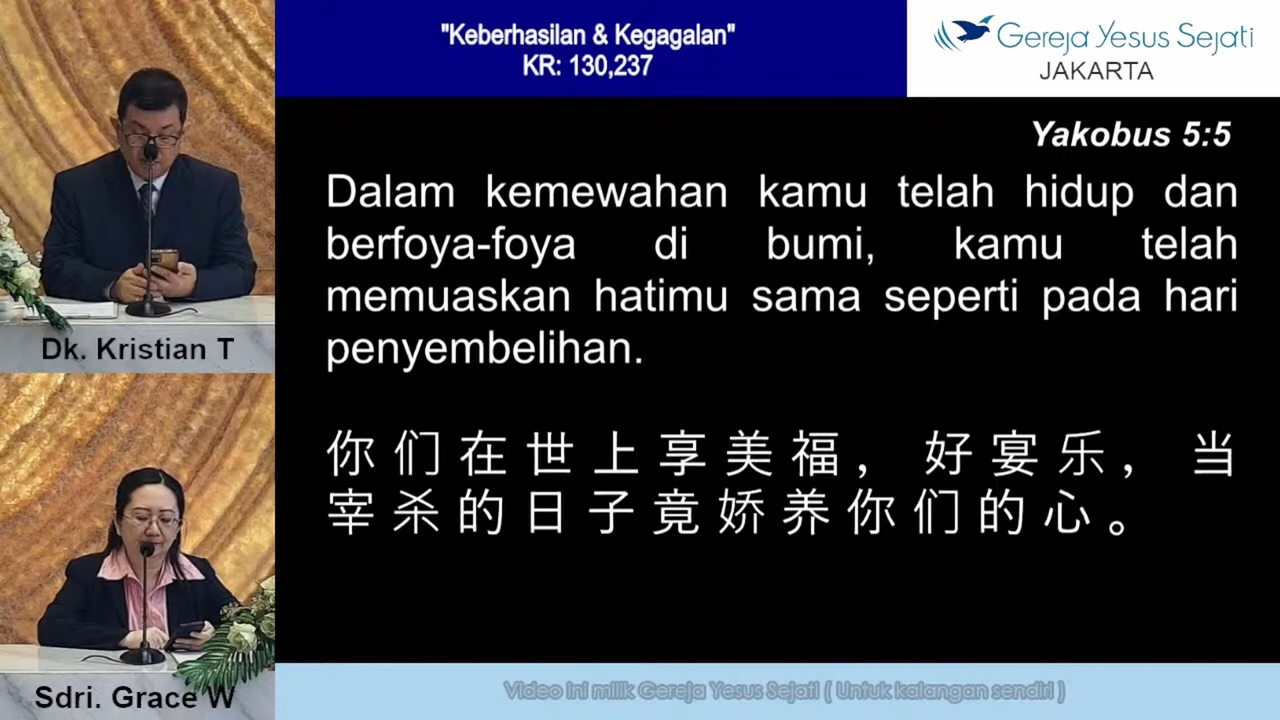 "Keberhasilan & Kegagalan"
KR: 130,237
Gereja Yesus Sejati
JAKARTA
Yakobus 5:5
Dalam kemewahan kamu telah hidup dan
berfoya-foya di bumi, kamu telah
memuaskan hatimu sama seperti pada hari
penyembelihan.
你们在世上享美福，好宴乐，当
宰杀的日子竟娇养你们的心。
Dk. Kristian T
Sdri. Grace W
Video ini milik Gereja Yesus Sejati ( Untuk kalangan sendiri )